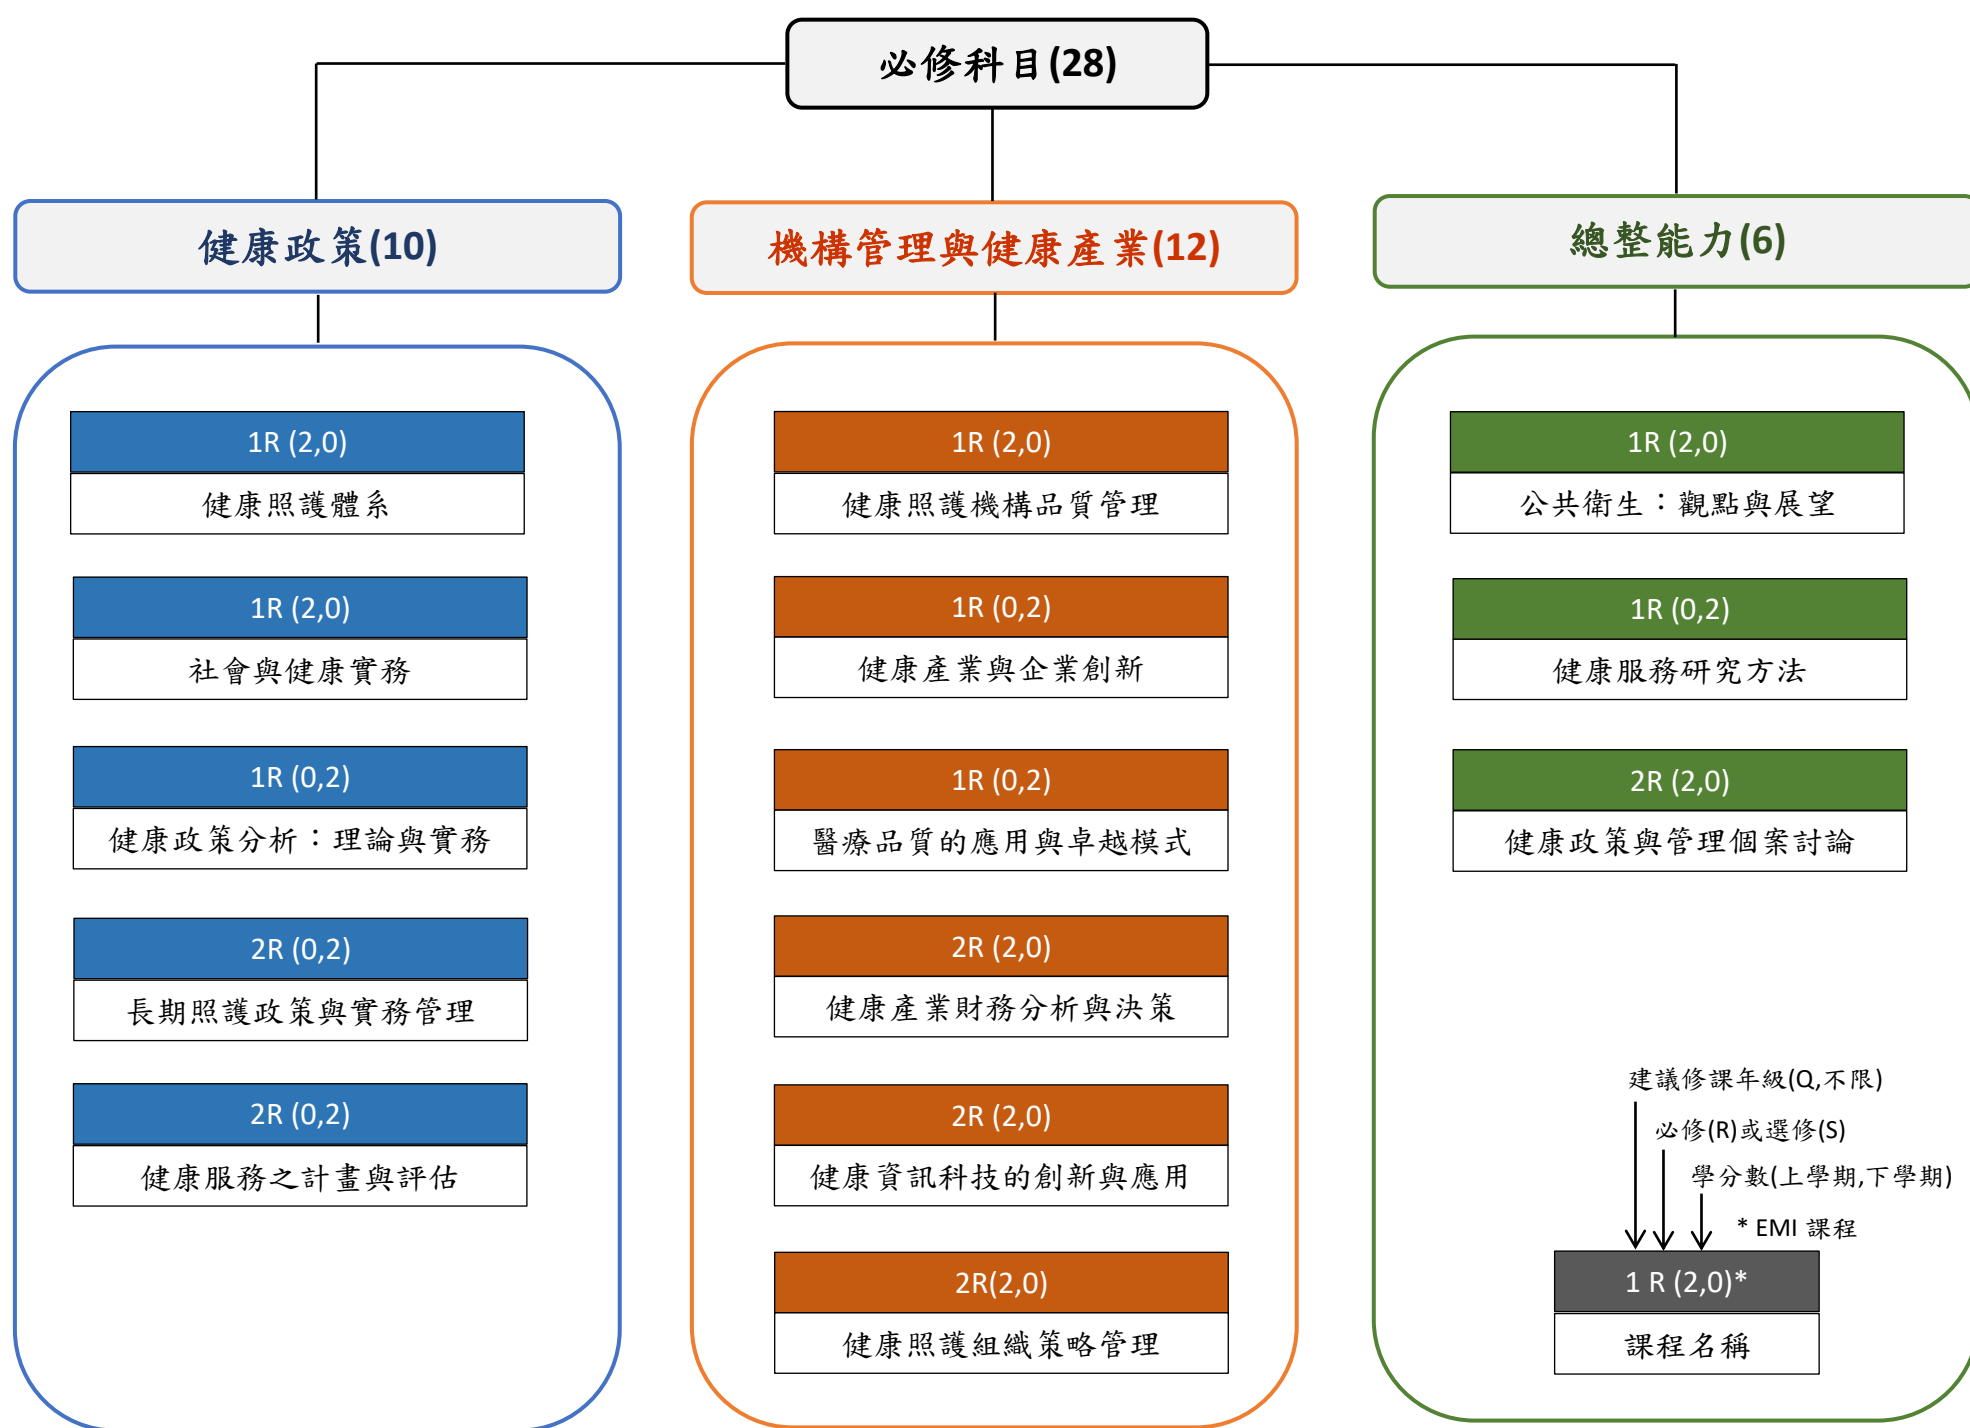 必修科目(28)
健康政策(10)
1R (2,0)
健康照護體系
1R (2,0)
社會與健康實務
1R (0,2)
健康政策分析：理論與實務
2R (0,2)
長期照護政策與實務管理
2R (0,2)
健康服務之計畫與評估
機構管理與健康產業(12)
1R (2,0)
健康照護機構品質管理
1R (0,2)
健康產業與企業創新
1R (0,2)
醫療品質的應用與卓越模式
2R (2,0)
健康產業財務分析與決策
2R (2,0)
健康資訊科技的創新與應用
2R(2,0)
健康照護組織策略管理
總整能力(6)
1R (2,0)
公共衛生：觀點與展望
1R (0,2)
健康服務研究方法
2R (2,0)
健康政策與管理個案討論
建議修課年級(Q,不限)
必修(R)或選修(S)
學分數(上學期,下學期)
* EMI 課程
1 R (2,0)*
課程名稱